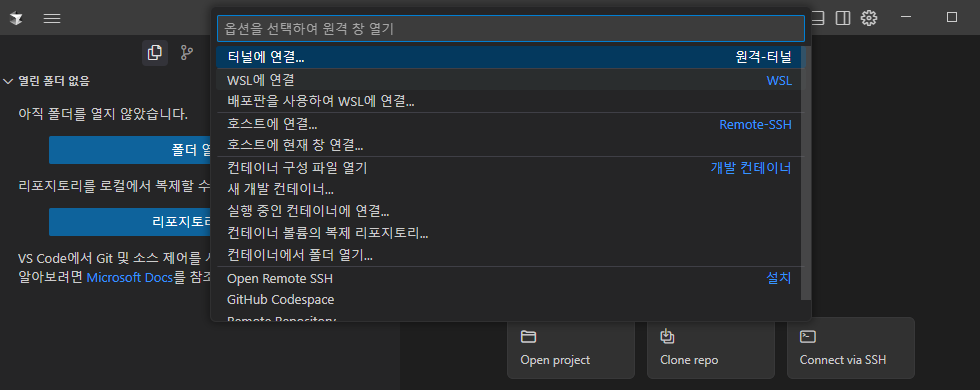 옵션을 선택하여 원격 창 열기
터널에 연결... 원격-터널
WSL에 연결 WSL
배포판을 사용하여 WSL에 연결...
호스트에 연결... Remote-SSH
호스트에 현재 창 연결...
컨테이너 구성 파일 열기 개발 컨테이너
새 개발 컨테이너...
실행 중인 컨테이너에 연결...
컨테이너 볼륨의 복제 리포지토리...
컨테이너에서 폴더 열기...
Open Remote SSH 설치
GitHub Codespace
Remote Repository
열린 폴더 없음
아직 폴더를 열지 않았습니다.
폴더
리포지토리를 로컬에서 복제할 수
리포지토리
VS Code에서 Git 및 소스 제어를
알아보려면 Microsoft Docs를 참조
Open project
Clone repo
Connect via SSH